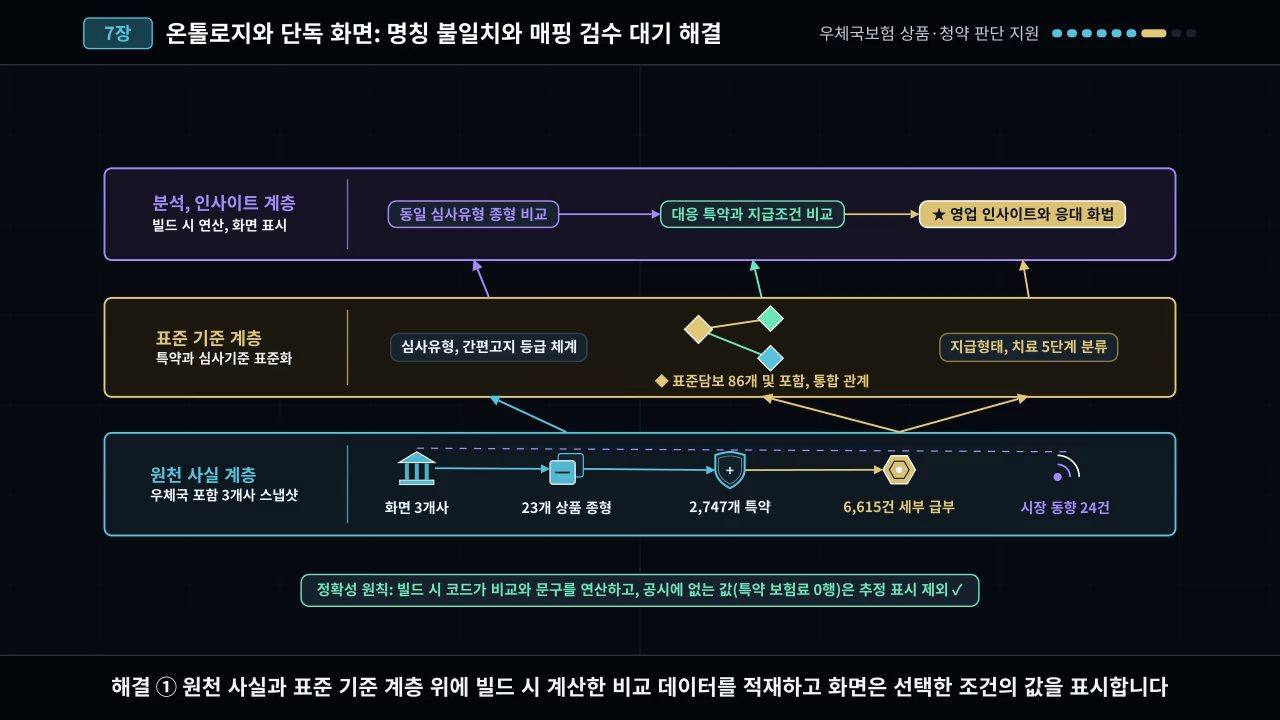 7장
온톨로지와 단독 화면: 명칭 불일치와 매핑 검수 대기 해결
우체국보험 상품·청약 판단 지원
분석, 인사이트 계층
빌드 시 연산, 화면 표시
동일 심사유형 종형 비교
대응 특약과 지급조건 비교
★ 영업 인사이트와 응대 화법
표준 기준 계층
특약과 심사기준 표준화
심사유형, 간편고지 등급 체계
◆ 표준담보 86개 및 포함, 통합 관계
지급형태, 치료 5단계 분류
원천 사실 계층
우체국 포함 3개사 스냅샷
화면 3개사
23개 상품 종형
2,747개 특약
6,615건 세부 급부
시장 동향 24건
정확성 원칙: 빌드 시 코드가 비교와 문구를 연산하고, 공시에 없는 값(특약 보험료 0행)은 추정 표시 제외 ✓
해결 ① 원천 사실과 표준 기준 계층 위에 빌드 시 계산한 비교 데이터를 적재하고 화면은 선택한 조건의 값을 표시합니다